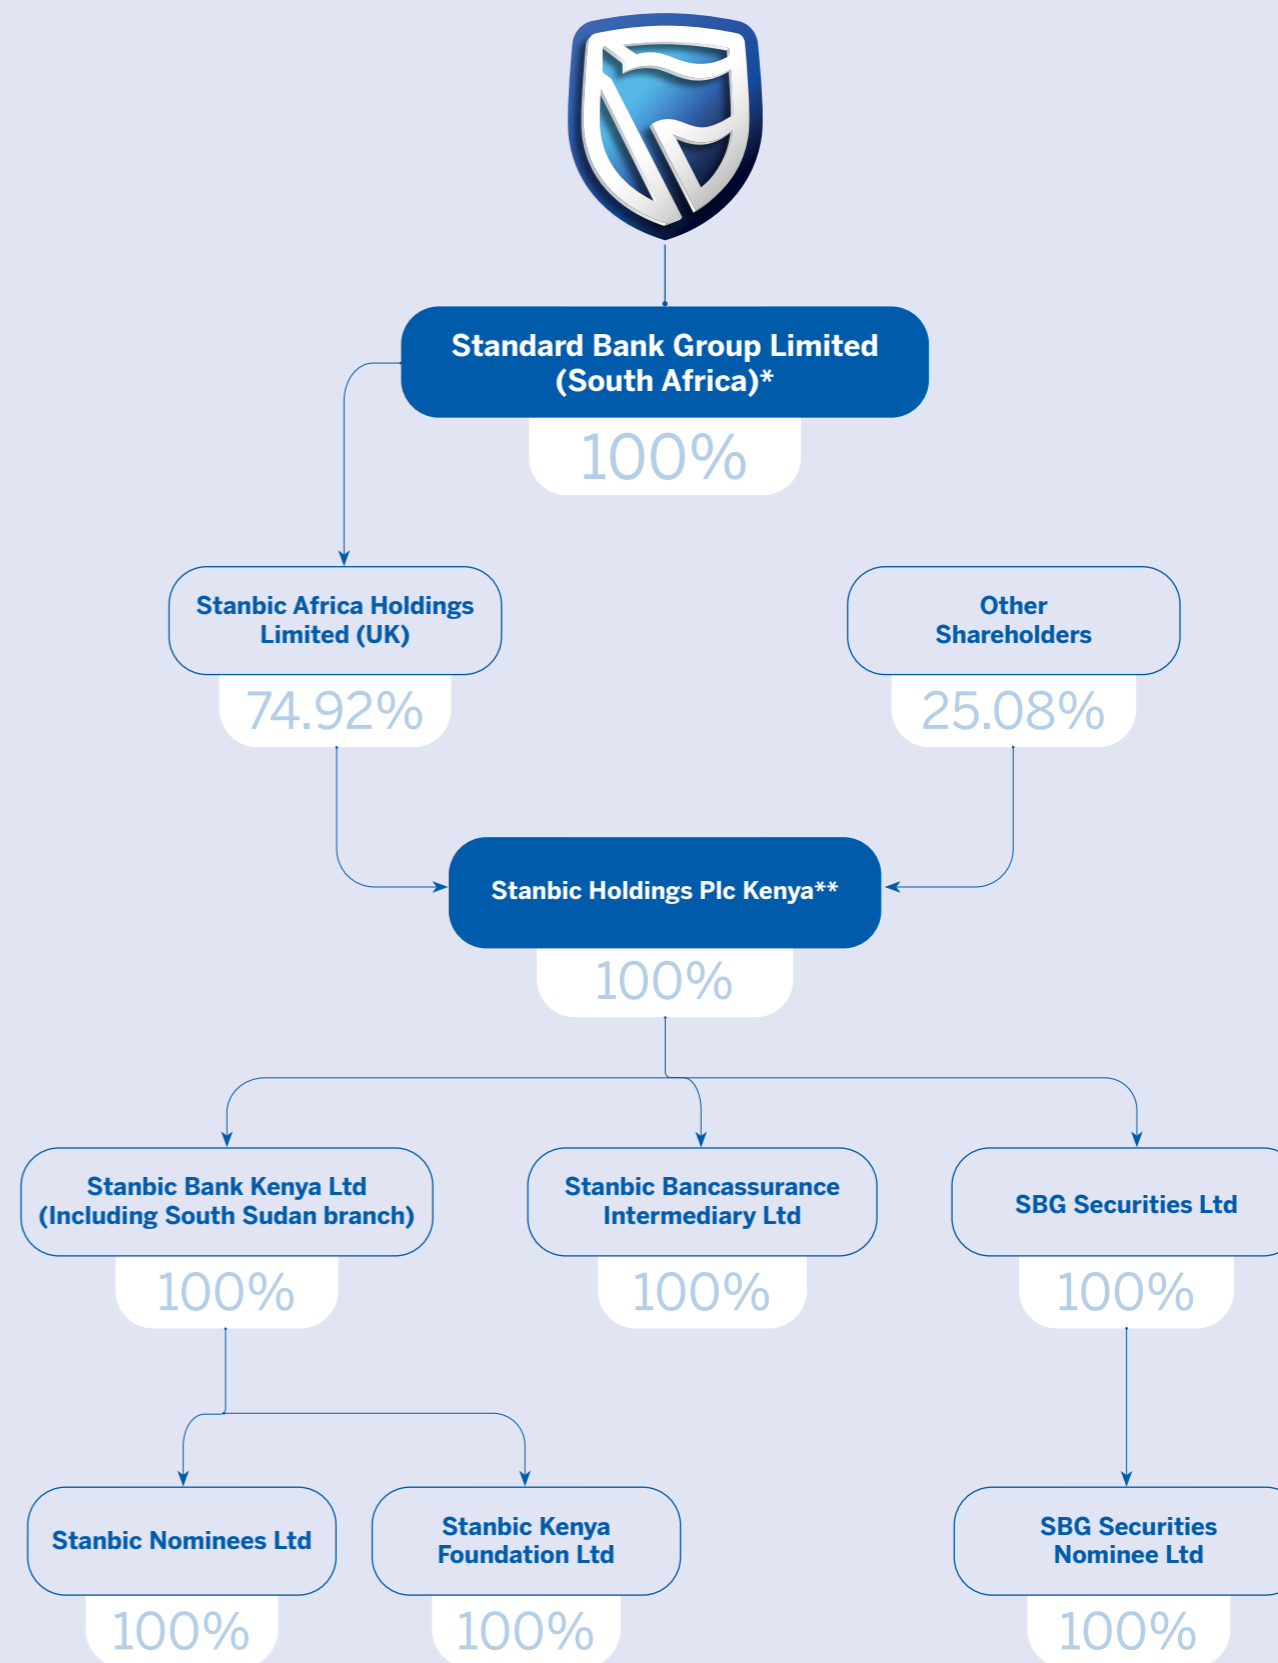 Standard Bank Group Limited
(South Africa)*
100%
Stanbic Africa Holdings
Limited (UK)
74.92%
Other
Shareholders
25.08%
Stanbic Holdings Plc Kenya**
100%
Stanbic Bank Kenya Ltd
(Including South Sudan branch)
100%
Stanbic Bancassurance
Intermediary Ltd
100%
SBG Securities Ltd
100%
Stanbic Nominees Ltd
100%
Stanbic Kenya
Foundation Ltd
100%
SBG Securities
Nominee Ltd
100%